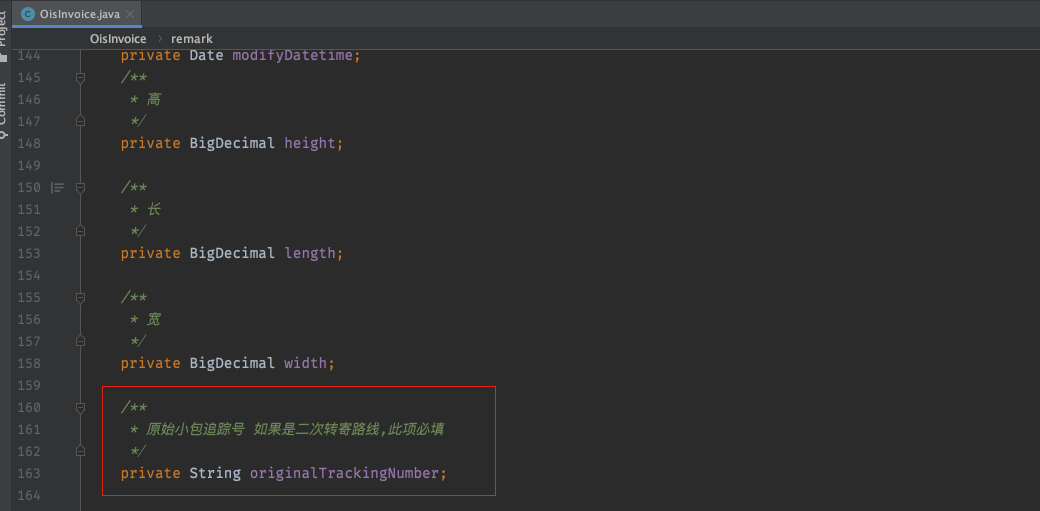 Project
Commit
OisInvoice.java
OisInvoice > remark
144 private Date modifyDatetime;
145 /**
146 * 高
147 */
148 private BigDecimal height;
149
150 /**
151 * 长
152 */
153 private BigDecimal length;
154
155 /**
156 * 宽
157 */
158 private BigDecimal width;
159
160 /**
161 * 原始小包追踪号 如果是二次转寄路线,此项必填
162 */
163 private String originalTrackingNumber;
164